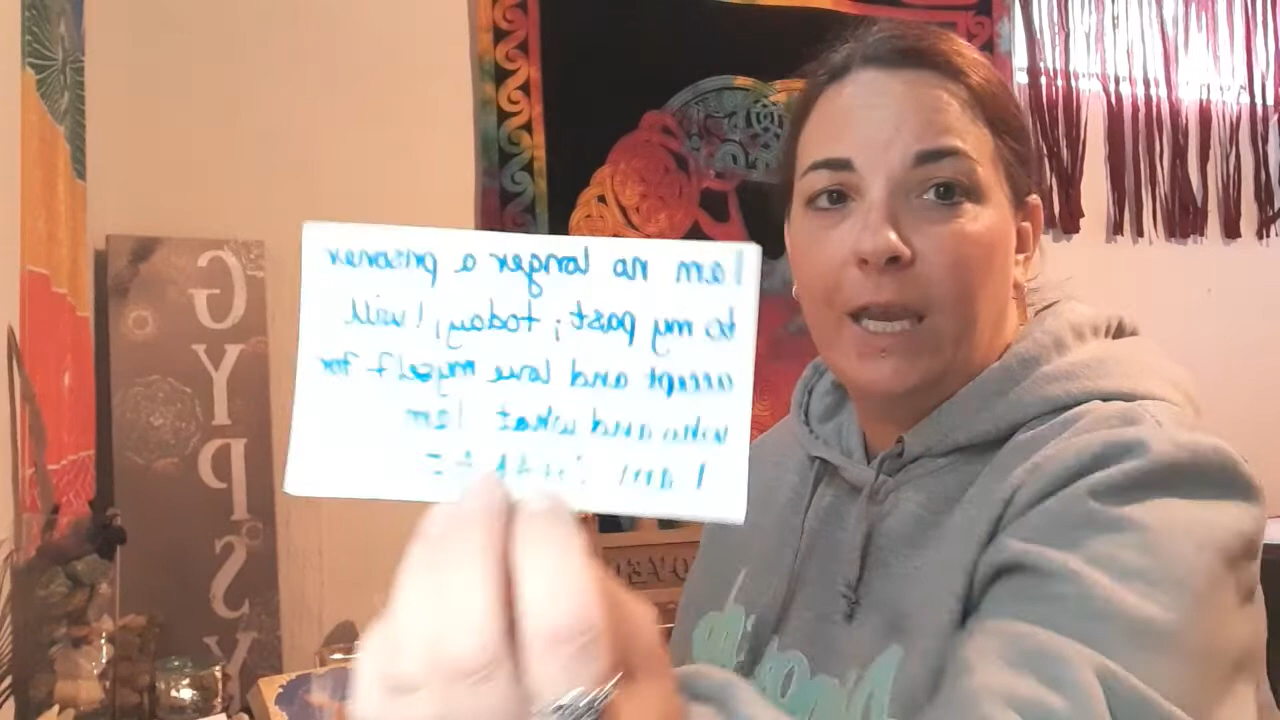 I am no longer a prisoner
to my past; today, I will
accept and love myself for
who and what I am
I am
GYPSY